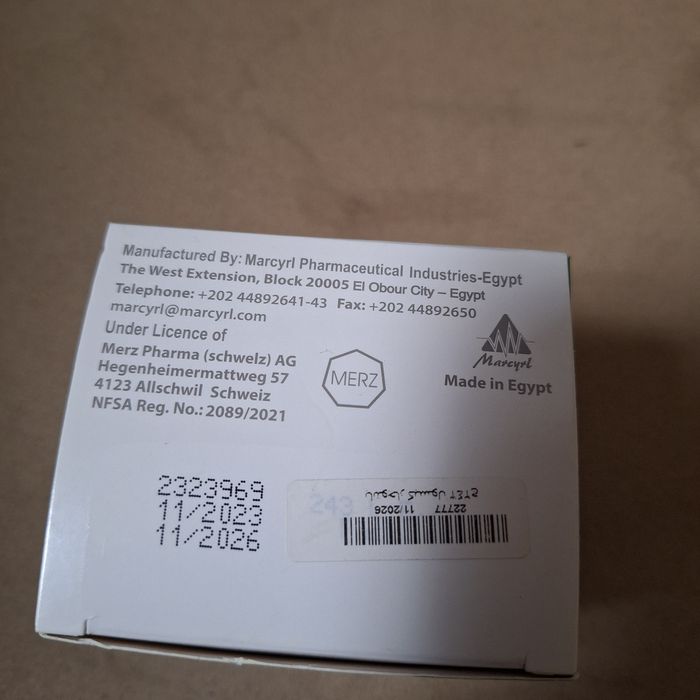 Manufactured By: Marcyrl Pharmaceutical Industries-Egypt
The West Extension, Block 20005 El Obour City – Egypt
Telephone: +202 44892641-43 Fax: +202 44892650
marcyrl@marcyrl.com
Under Licence of
Merz Pharma (schwelz) AG
Hegenheimermattweg 57
4123 Allschwil Schweiz
NFSA Reg. No.: 2089/2021
MERZ
Marcyrl
Made in Egypt
2323969
11/2023
11/2026
243
22777 11/2026